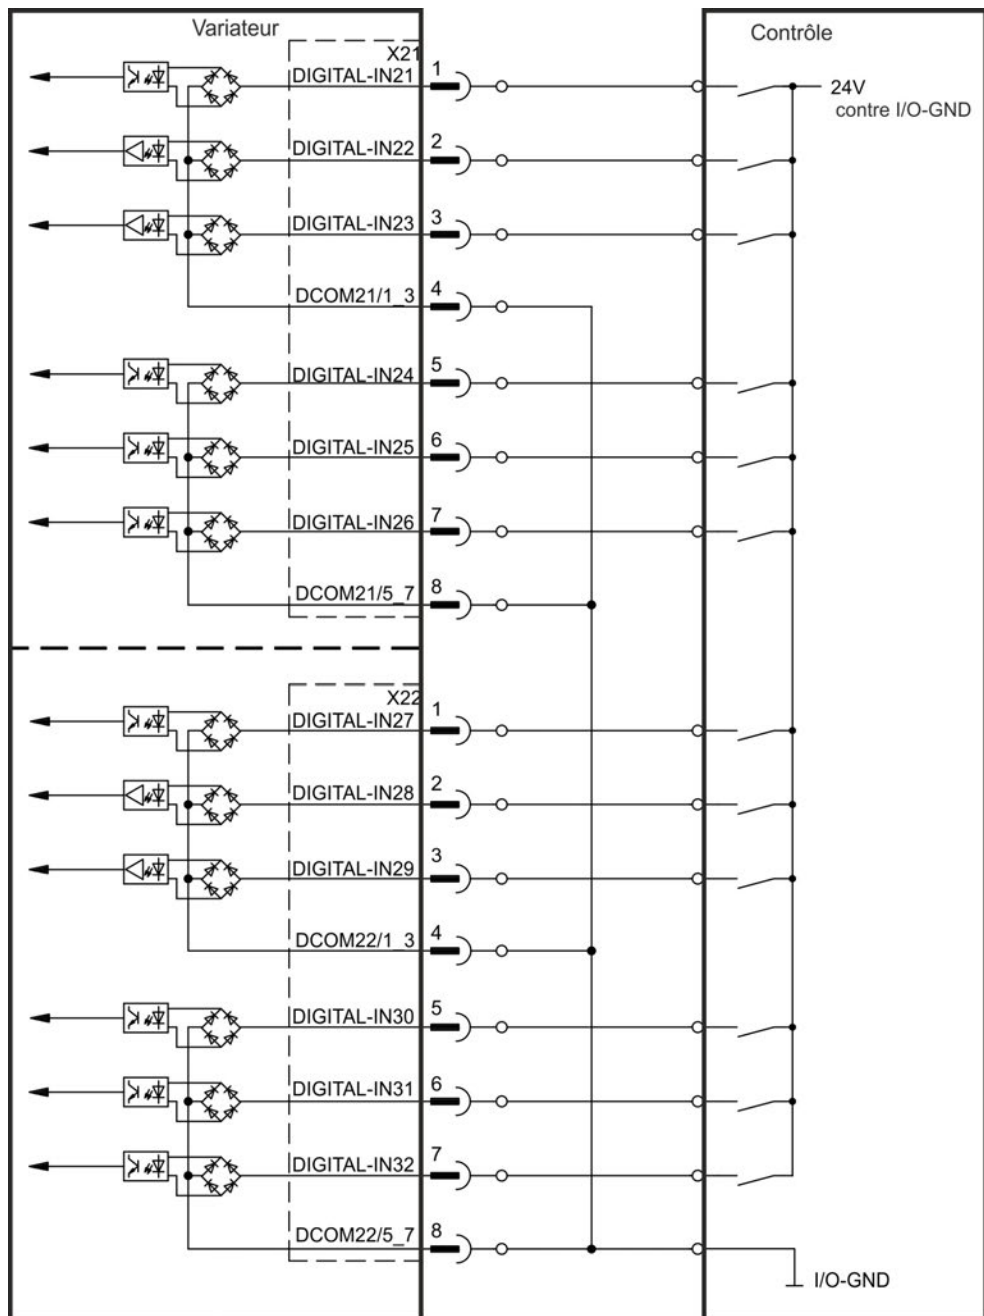 Variateur
Contrôle
X21
DIGITAL-IN21 1
24V
contre I/O-GND
DIGITAL-IN22 2
DIGITAL-IN23 3
DCOM21/1_3 4
DIGITAL-IN24 5
DIGITAL-IN25 6
DIGITAL-IN26 7
DCOM21/5_7 8
X22
DIGITAL-IN27 1
DIGITAL-IN28 2
DIGITAL-IN29 3
DCOM22/1_3 4
DIGITAL-IN30 5
DIGITAL-IN31 6
DIGITAL-IN32 7
DCOM22/5_7 8
I/O-GND